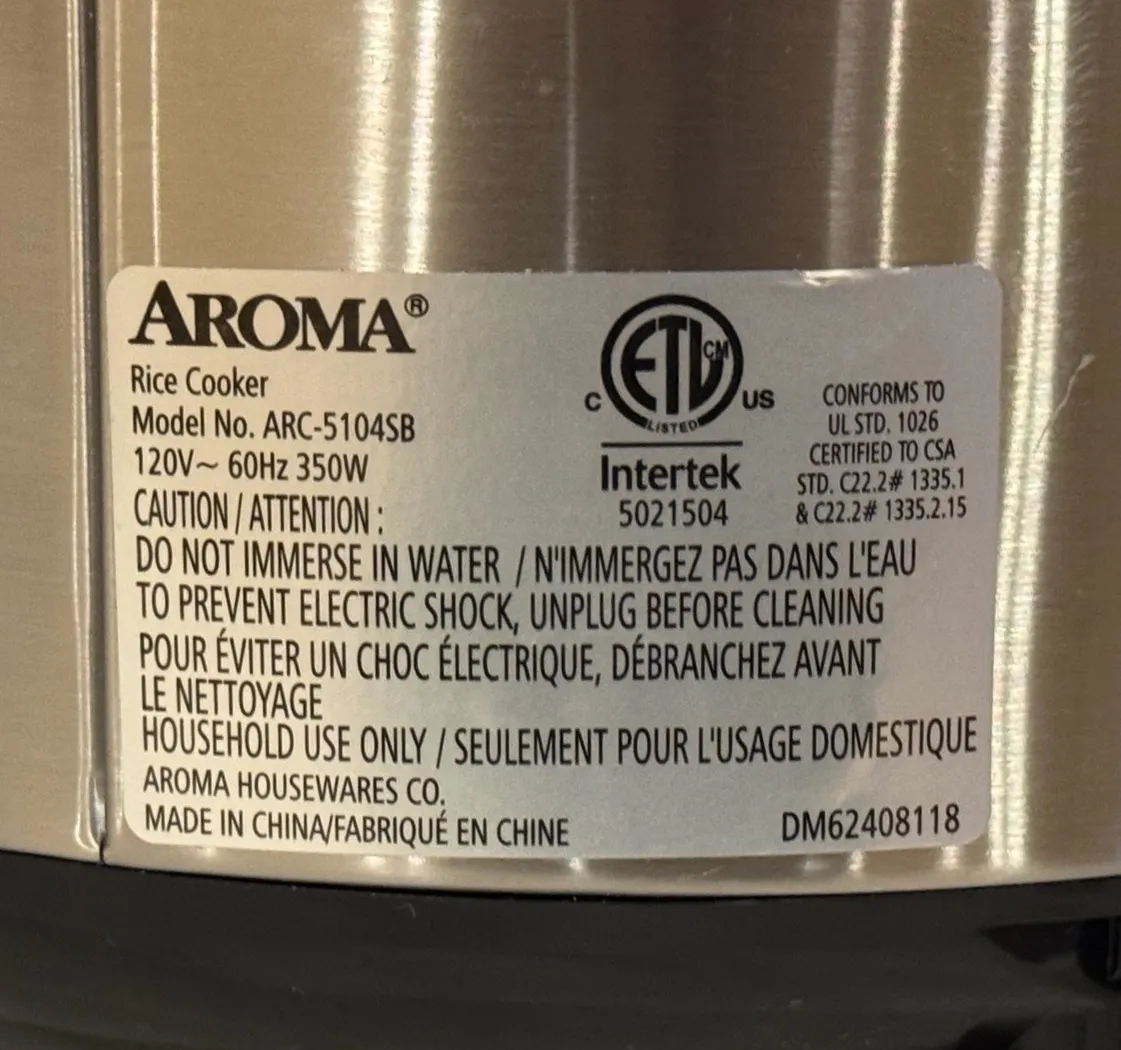 AROMA®
Rice Cooker
Model No. ARC-5104SB
120V~ 60Hz 350W
CAUTION / ATTENTION :
C ETL CM US
LISTED
Intertek
5021504
CONFORMS TO
UL STD. 1026
CERTIFIED TO CSA
STD. C22.2# 1335.1
& C22.2# 1335.2.15
DO NOT IMMERSE IN WATER / N'IMMERGEZ PAS DANS L'EAU
TO PREVENT ELECTRIC SHOCK, UNPLUG BEFORE CLEANING
POUR ÉVITER UN CHOC ÉLECTRIQUE, DÉBRANCHEZ AVANT
LE NETTOYAGE
HOUSEHOLD USE ONLY / SEULEMENT POUR L'USAGE DOMESTIQUE
AROMA HOUSEWARES CO.
MADE IN CHINA/FABRIQUÉ EN CHINE
DM62408118